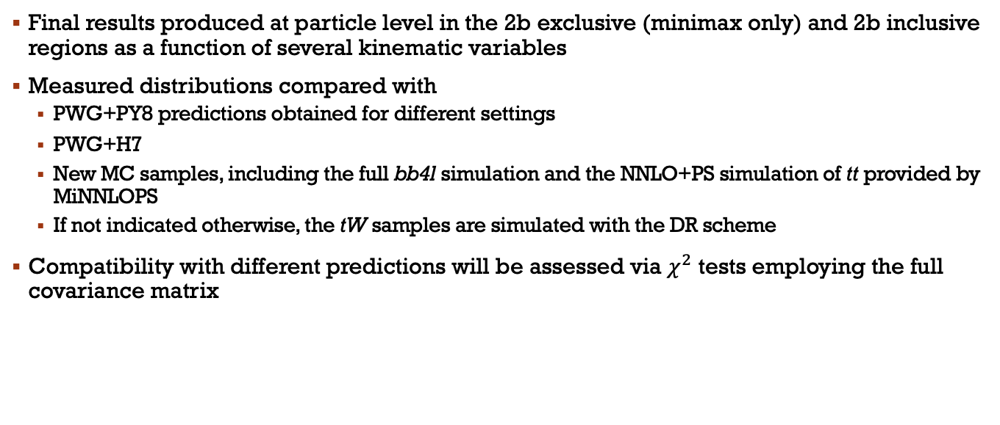 ▪ Final results produced at particle level in the 2b exclusive (minimax only) and 2b inclusive
regions as a function of several kinematic variables
▪ Measured distributions compared with
▪ PWG+PY8 predictions obtained for different settings
▪ PWG+H7
▪ New MC samples, including the full bb4l simulation and the NNLO+PS simulation of tt provided by
MiNNLOPS
▪ If not indicated otherwise, the tW samples are simulated with the DR scheme
▪ Compatibility with different predictions will be assessed via χ² tests employing the full
covariance matrix